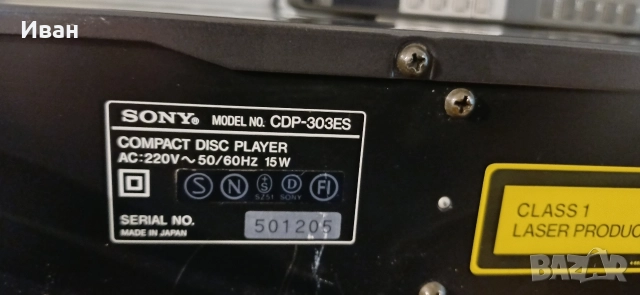 Иван
SONY® MODEL NO. CDP-303ES
COMPACT DISC PLAYER
AC:220V~50/60Hz 15W
S N +S D FI
SZ51 SONY
SERIAL NO. 501205
MADE IN JAPAN
CLASS 1
LASER PRODUC
BAZAR